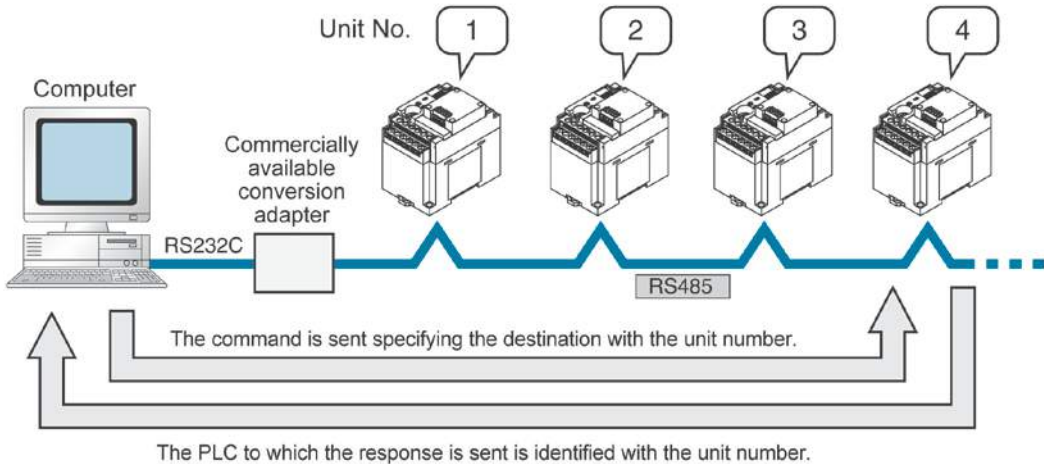 Unit No.
1
2
3
4
Computer
Commercially
available
conversion
adapter
RS232C
RS485
The command is sent specifying the destination with the unit number.
The PLC to which the response is sent is identified with the unit number.